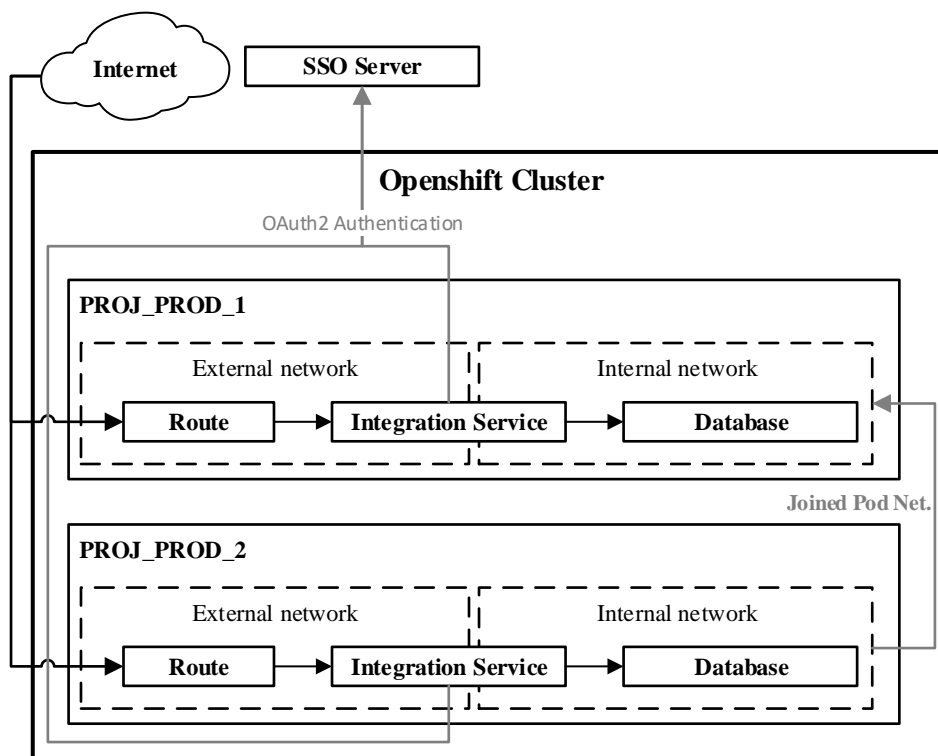 Internet
SSO Server
Openshift Cluster
OAuth2 Authentication
PROJ_PROD_1
External network
Internal network
Route
Integration Service
Database
Joined Pod Net.
PROJ_PROD_2
External network
Internal network
Route
Integration Service
Database